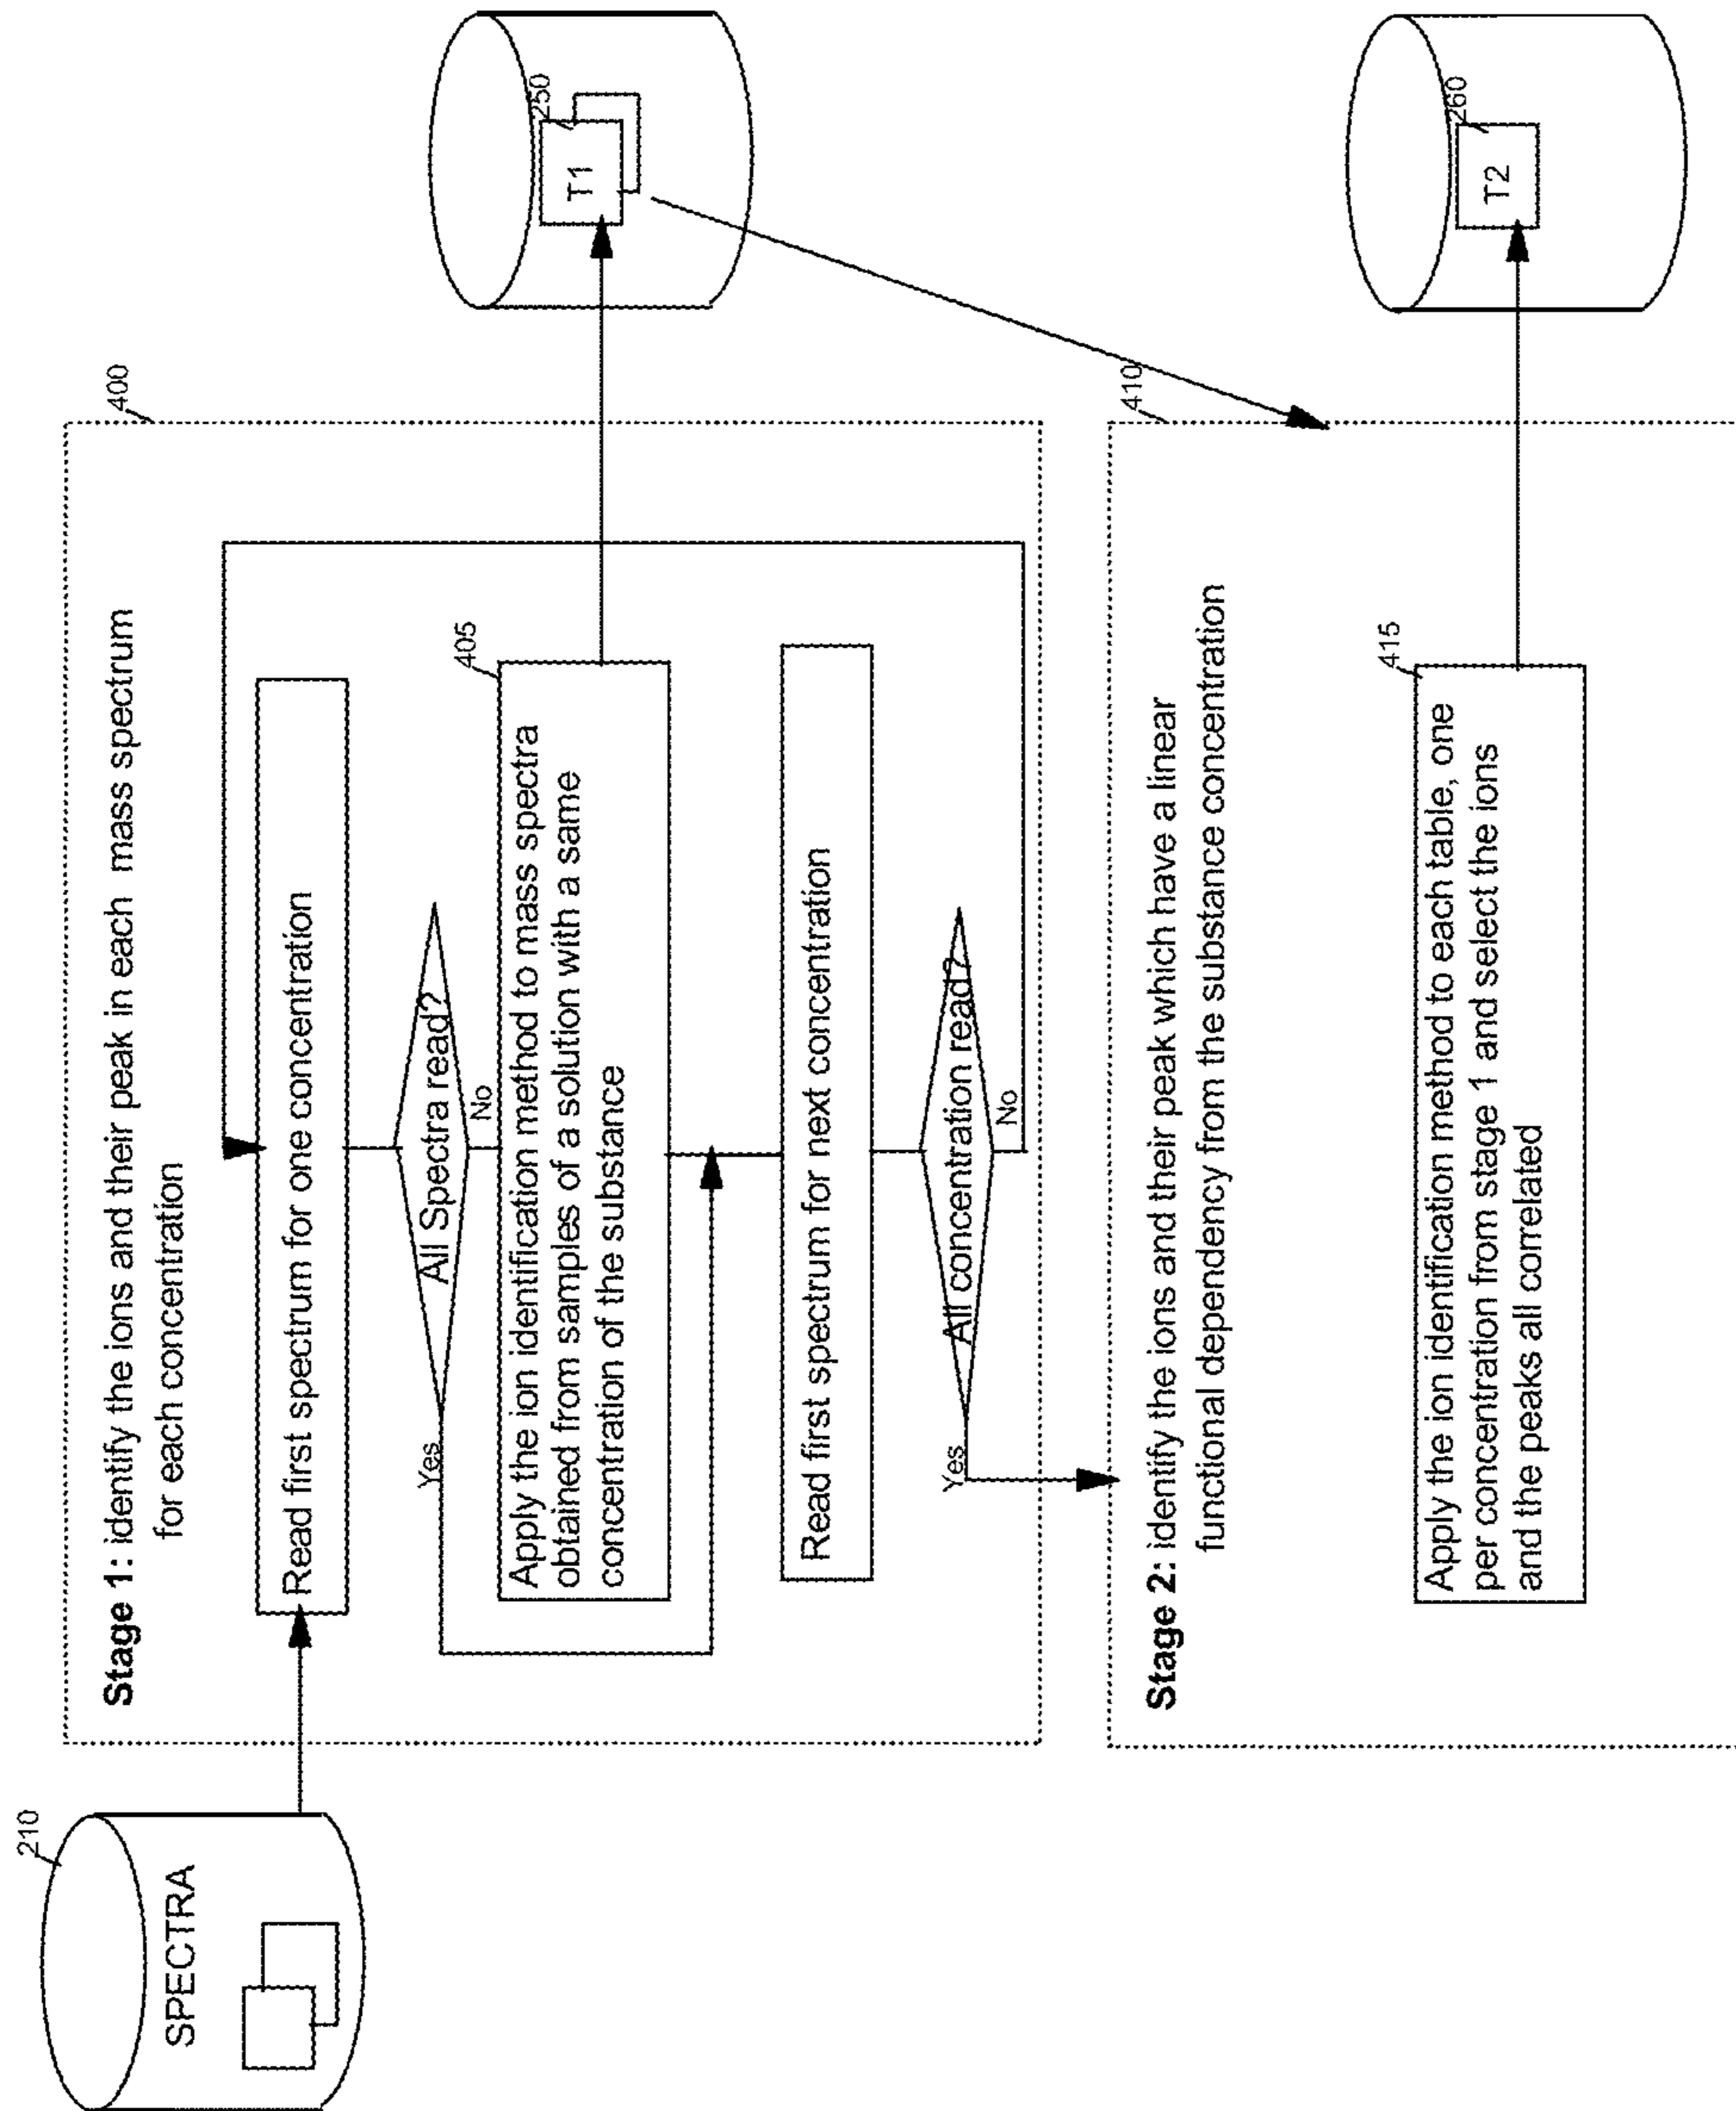 210
SPECTRA
400
Stage 1: identify the ions and their peak in each mass spectrum
for each concentration
Read first spectrum for one concentration
All Spectra read?
Yes
No
405
Apply the ion identification method to mass spectra
obtained from samples of a solution with a same
concentration of the substance
Read first spectrum for next concentration
All concentration read?
Yes
No
250
T1
410
Stage 2: identify the ions and their peak which have a linear
functional dependency from the substance concentration
415
Apply the ion identification method to each table, one
per concentration from stage 1 and select the ions
and the peaks all correlated
260
T2